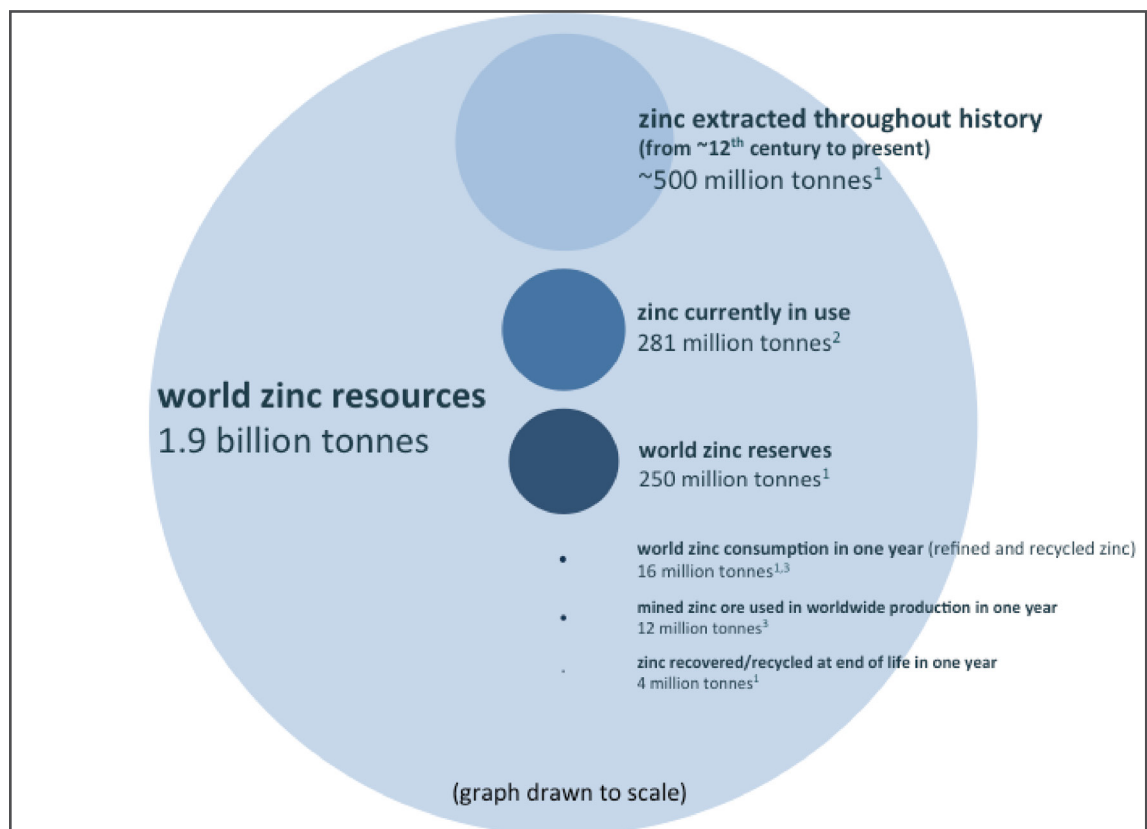 zinc extracted throughout history
(from ~12th century to present)
~500 million tonnes1
zinc currently in use
281 million tonnes2
world zinc resources
1.9 billion tonnes
world zinc reserves
250 million tonnes1
world zinc consumption in one year (refined and recycled zinc)
16 million tonnes1,3
mined zinc ore used in worldwide production in one year
12 million tonnes3
zinc recovered/recycled at end of life in one year
4 million tonnes1
(graph drawn to scale)